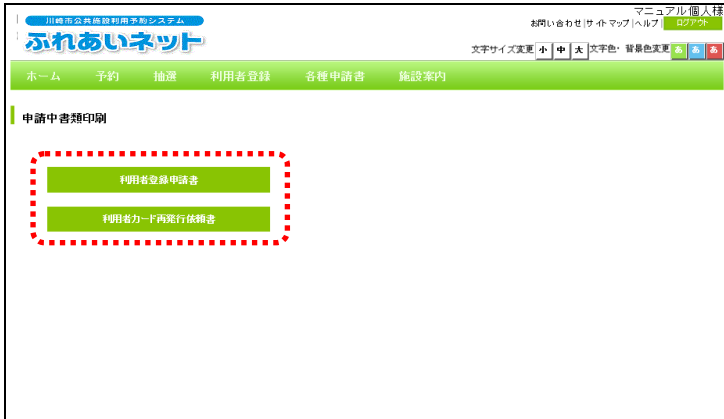 マニュアル個人様
川崎市公共施設利用予約システム
お問い合わせ|サイトマップ|ヘルプ| ログアウト
ふれあいネット
文字サイズ変更 小 中 大 文字色・背景色変更 あ あ あ
ホーム 予約 抽選 利用者登録 各種申請書 施設案内
申請中書類印刷
利用者登録申請書
利用者カード再発行依頼書